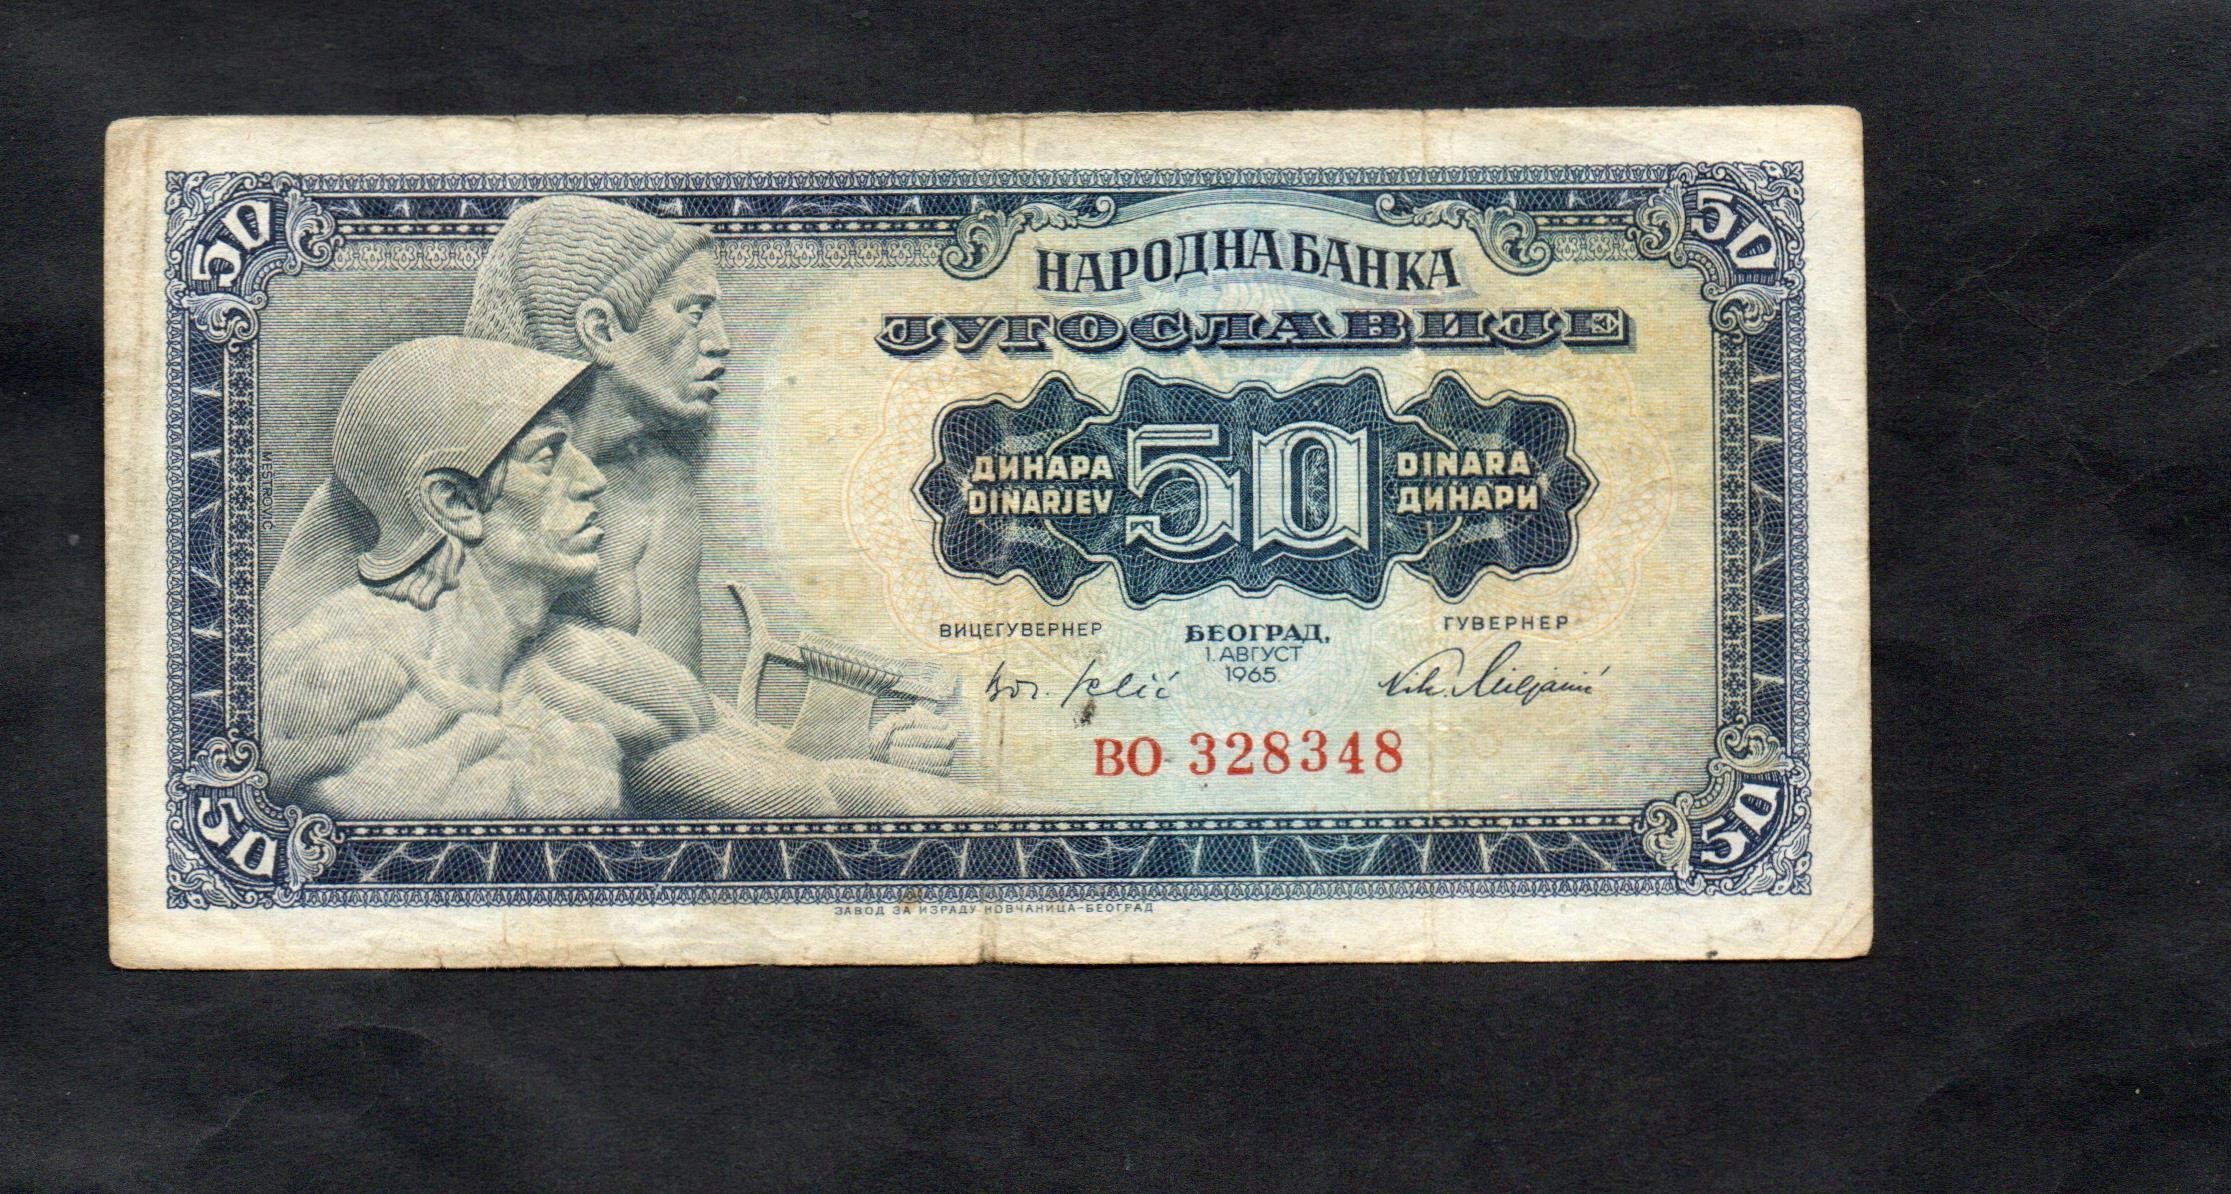 50
50
НАРОДНА БАНКА
ЈУГОСЛАВИЈЕ
ДИНАРА
DINARJEV
50
DINARA
ДИНАРИ
MEŠTROVIĆ
ВИЦЕГУВЕРНЕР
БЕОГРАД,
1. АВГУСТ
1965
ГУВЕРНЕР
ВО 328348
50
50
ЗАВОД ЗА ИЗРАДУ НОВЧАНИЦА-БЕОГРАД